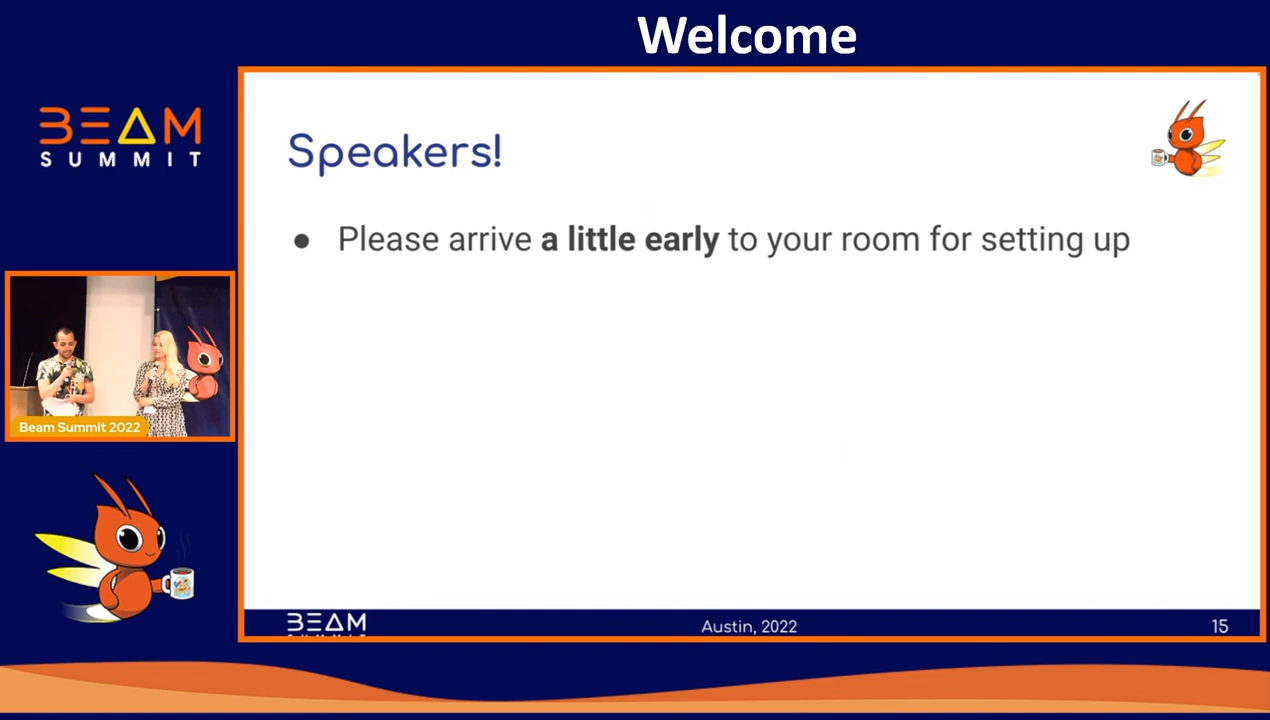 Welcome
BEAM
SUMMIT
Speakers!
● Please arrive a little early to your room for setting up
Beam Summit 2022
BEAM
Austin, 2022
15